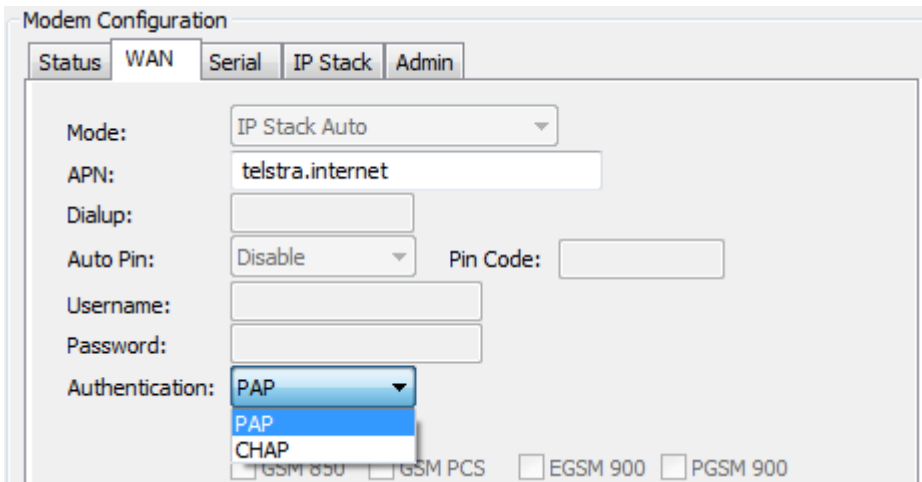 Modem Configuration
Status WAN Serial IP Stack Admin
Mode: IP Stack Auto
APN: telstra.internet
Dialup:
Auto Pin: Disable Pin Code:
Username:
Password:
Authentication: PAP
PAP
CHAP
GSM 850 GSM PCS EGSM 900 PGSM 900